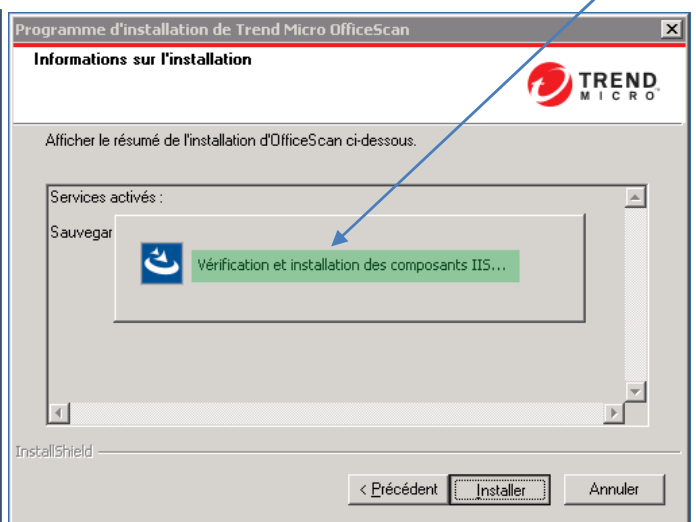 Programme d'installation de Trend Micro OfficeScan
Informations sur l'installation
TREND
MICRO
Afficher le résumé de l'installation d'OfficeScan ci-dessous.
Services activés :
Sauvegar
Vérification et installation des composants IIS...
InstallShield
< Précédent
Installer
Annuler